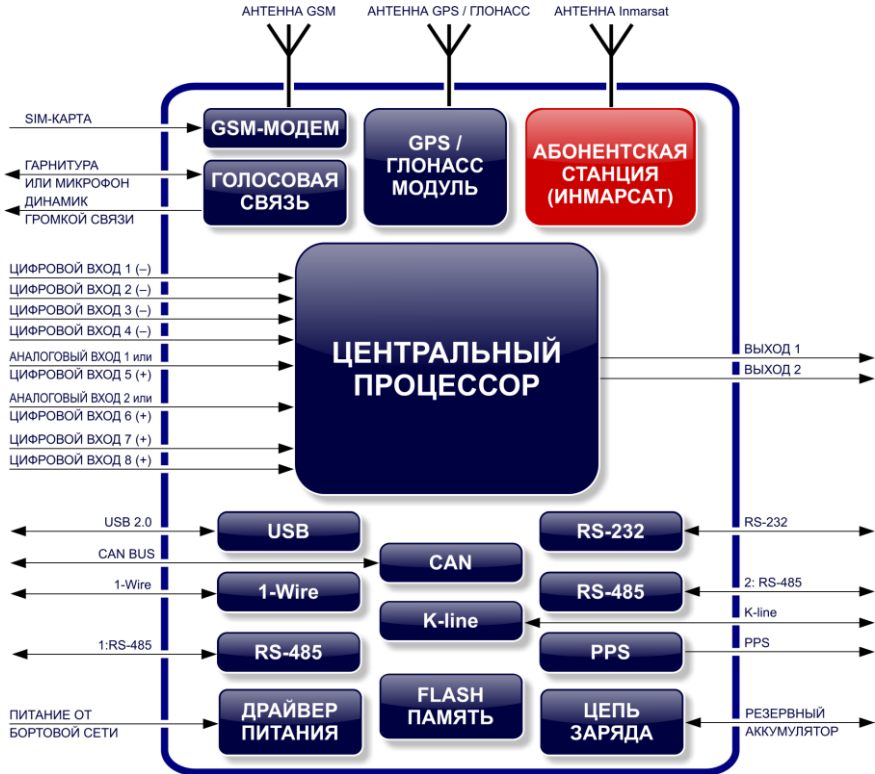 АНТЕННА GSM
АНТЕННА GPS / ГЛОНАСС
АНТЕННА Inmarsat
SIM-КАРТА
GSM-МОДЕМ
GPS /
ГЛОНАСС
МОДУЛЬ
АБОНЕНТСКАЯ
СТАНЦИЯ
(ИНМАРСАТ)
ГАРНИТУРА
ИЛИ МИКРОФОН
ДИНАМИК
ГРОМКОЙ СВЯЗИ
ГОЛОСОВАЯ
СВЯЗЬ
ЦИФРОВОЙ ВХОД 1 (–)
ЦИФРОВОЙ ВХОД 2 (–)
ЦИФРОВОЙ ВХОД 3 (–)
ЦИФРОВОЙ ВХОД 4 (–)
АНАЛОГОВЫЙ ВХОД 1 или
ЦИФРОВОЙ ВХОД 5 (+)
АНАЛОГОВЫЙ ВХОД 2 или
ЦИФРОВОЙ ВХОД 6 (+)
ЦИФРОВОЙ ВХОД 7 (+)
ЦИФРОВОЙ ВХОД 8 (+)
ЦЕНТРАЛЬНЫЙ
ПРОЦЕССОР
ВЫХОД 1
ВЫХОД 2
USB 2.0
USB
RS-232
RS-232
CAN BUS
CAN
1-Wire
1-Wire
RS-485
2: RS-485
K-line
K-line
1:RS-485
RS-485
PPS
PPS
ПИТАНИЕ ОТ
БОРТОВОЙ СЕТИ
ДРАЙВЕР
ПИТАНИЯ
FLASH
ПАМЯТЬ
ЦЕПЬ
ЗАРЯДА
РЕЗЕРВНЫЙ
АККУМУЛЯТОР